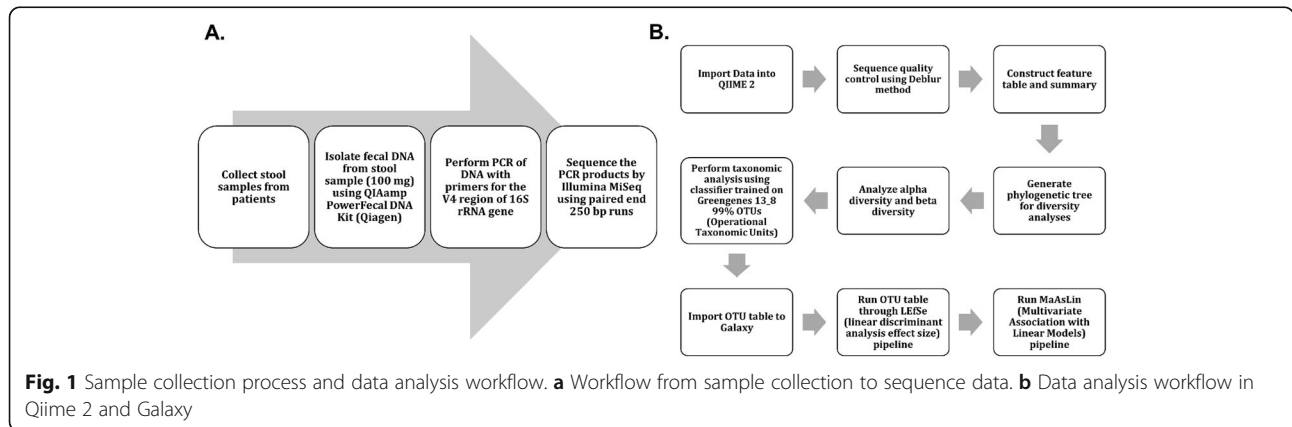 A.
Collect stool
samples from
patients
Isolate fecal DNA
from stool
sample (100 mg)
using QIAamp
PowerFecal DNA
Kit (Qiagen)
Perform PCR of
DNA with
primers for the
V4 region of 16S
rRNA gene
Sequence the
PCR products by
Illumina MiSeq
using paired end
250 bp runs
B.
Import Data into
QIIME 2
Sequence quality
control using Deblur
method
Construct feature
table and summary
Generate
phylogenetic tree
for diversity
analyses
Analyze alpha
diversity and beta
diversity
Perform taxonomic
analysis using
classifier trained on
Greengenes 13_8
99% OTUs
(Operational
Taxonomic Units)
Import OTU table to
Galaxy
Run OTU table
through LEfSe
(linear discriminant
analysis effect size)
pipeline
Run MaAsLin
(Multivariate
Association with
Linear Models)
pipeline
Fig. 1 Sample collection process and data analysis workflow. a Workflow from sample collection to sequence data. b Data analysis workflow in
Qiime 2 and Galaxy